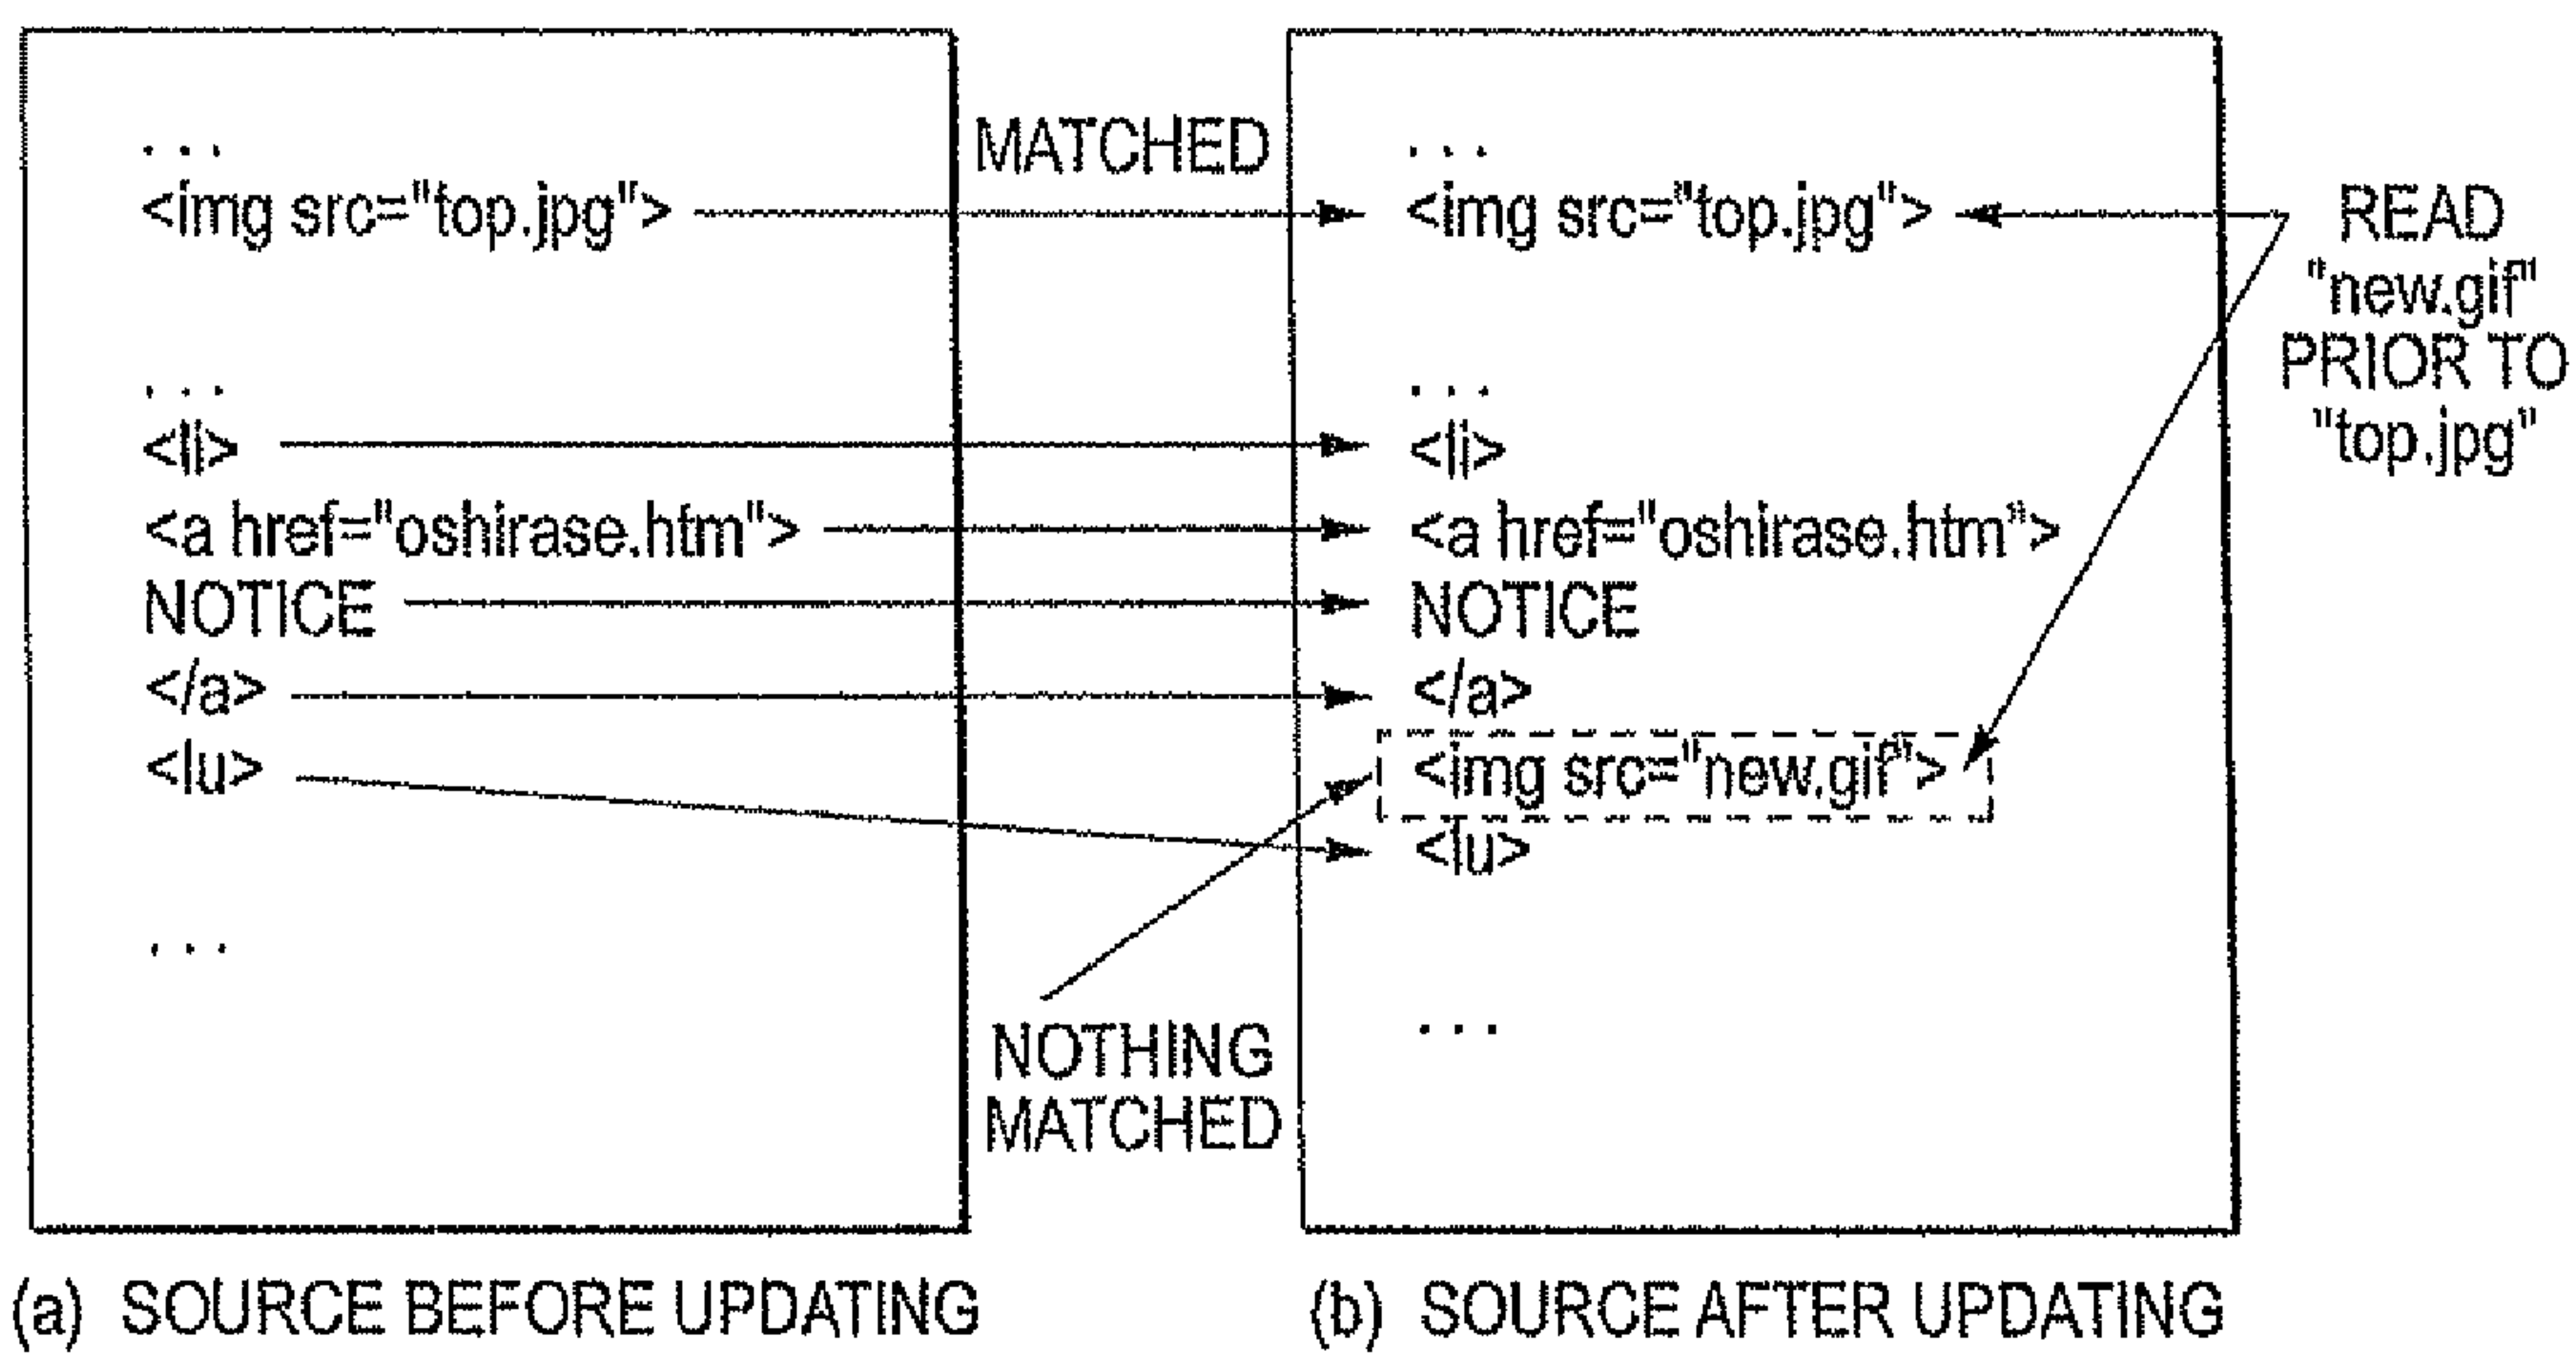 . . .
<img src="top.jpg">
. . .
<li>
<a href="oshirase.htm">
NOTICE
</a>
<lu>
. . .
MATCHED
NOTHING
MATCHED
. . .
<img src="top.jpg">
. . .
<li>
<a href="oshirase.htm">
NOTICE
</a>
<img src="new.gif">
<lu>
. . .
READ
"new.gif"
PRIOR TO
"top.jpg"
(a) SOURCE BEFORE UPDATING
(b) SOURCE AFTER UPDATING